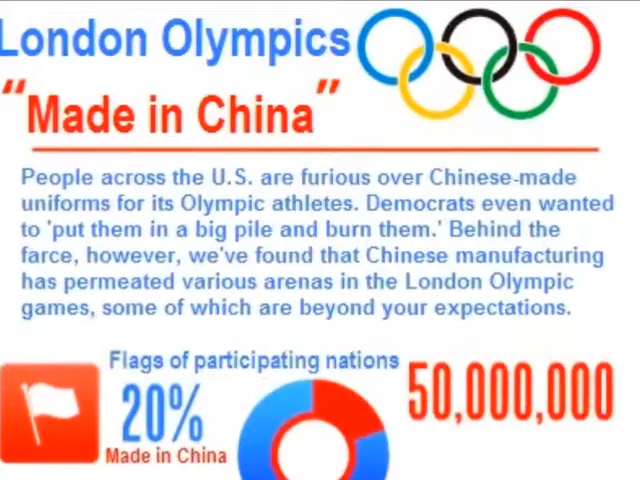 London Olympics
“Made in China”
People across the U.S. are furious over Chinese-made
uniforms for its Olympic athletes. Democrats even wanted
to 'put them in a big pile and burn them.' Behind the
farce, however, we've found that Chinese manufacturing
has permeated various arenas in the London Olympic
games, some of which are beyond your expectations.
Flags of participating nations
20%
Made in China
50,000,000